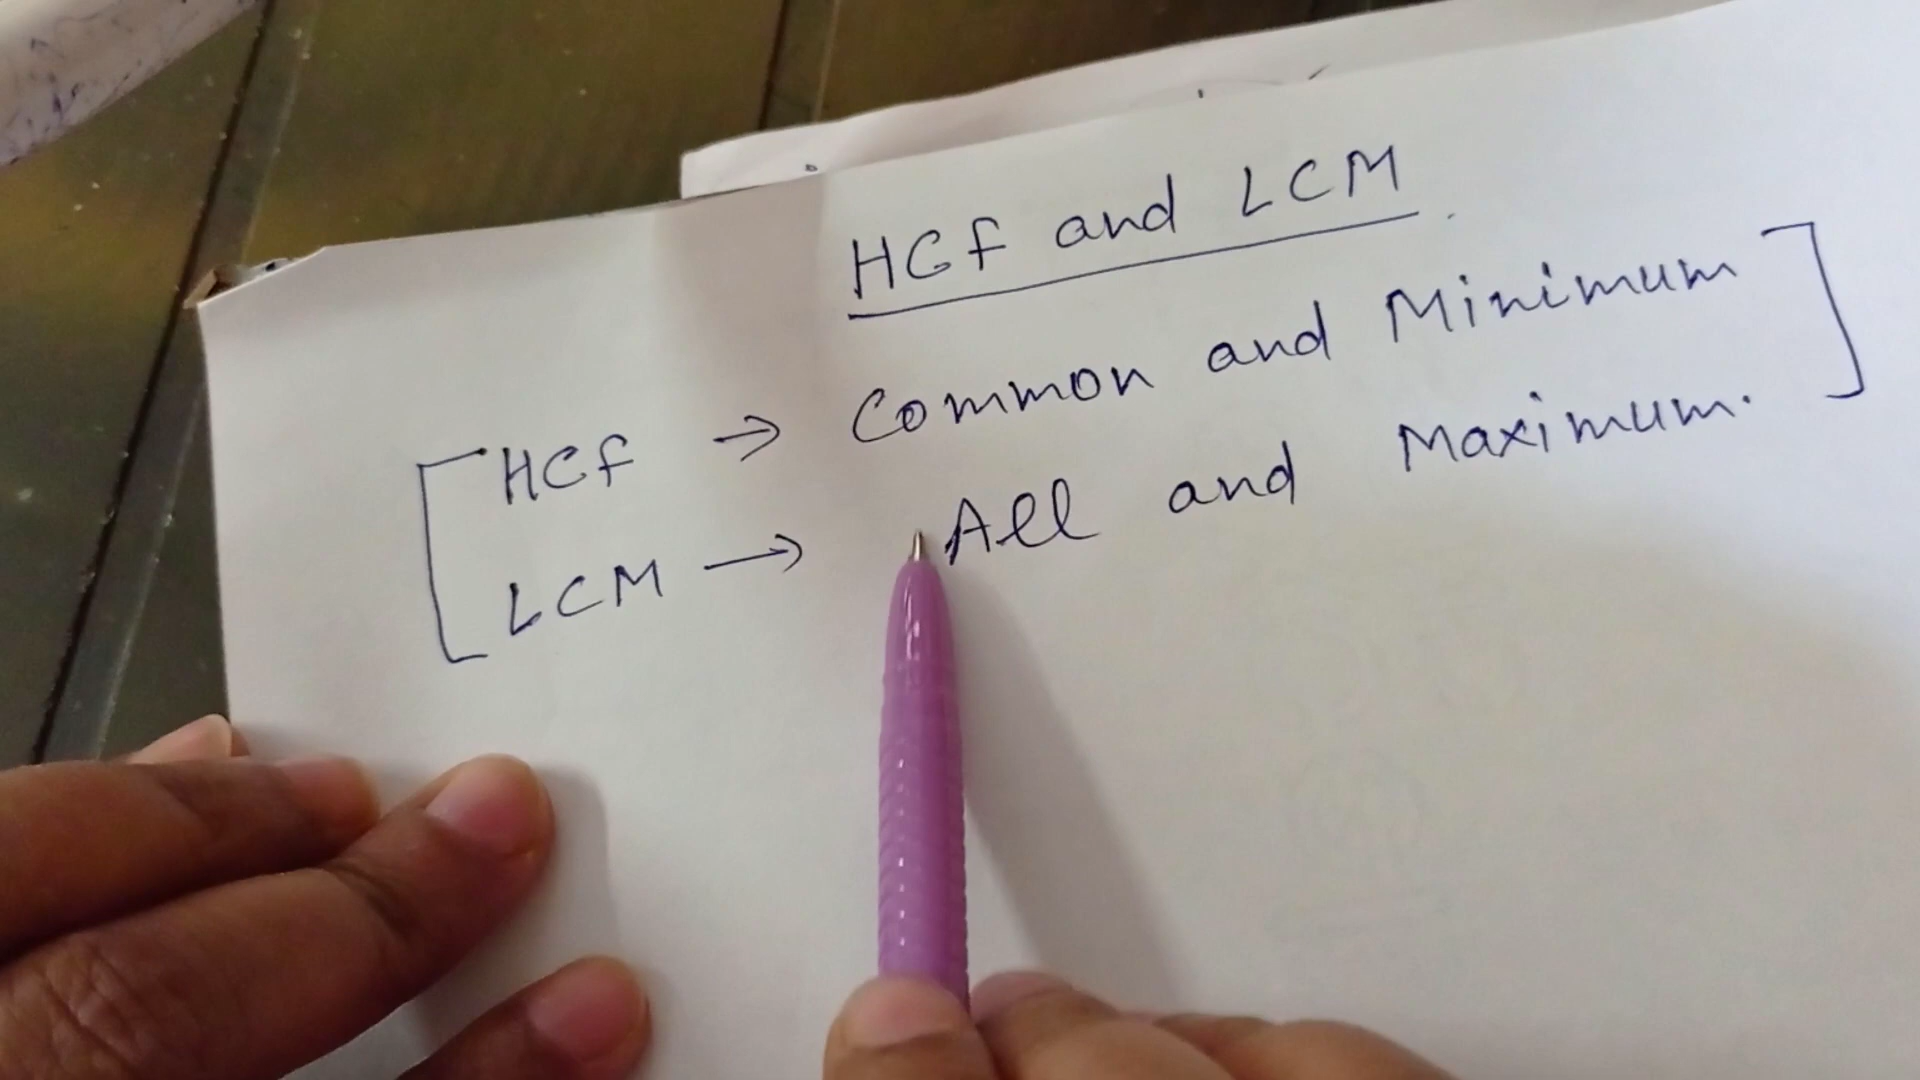 HCf and LCM
HCf → Common and Minimum
LCM → All and Maximum.